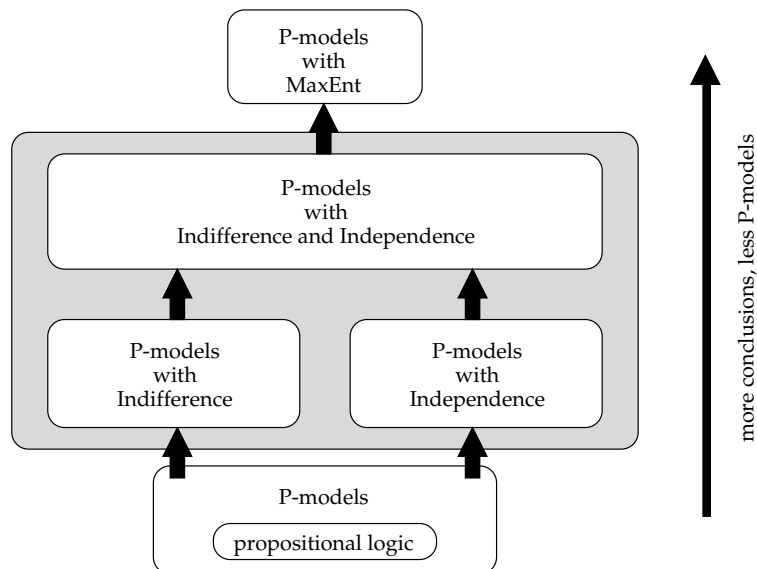 P-models
with
MaxEnt
P-models
with
Indifference and Independence
P-models
with
Indifference
P-models
with
Independence
P-models
propositional logic
more conclusions, less P-models